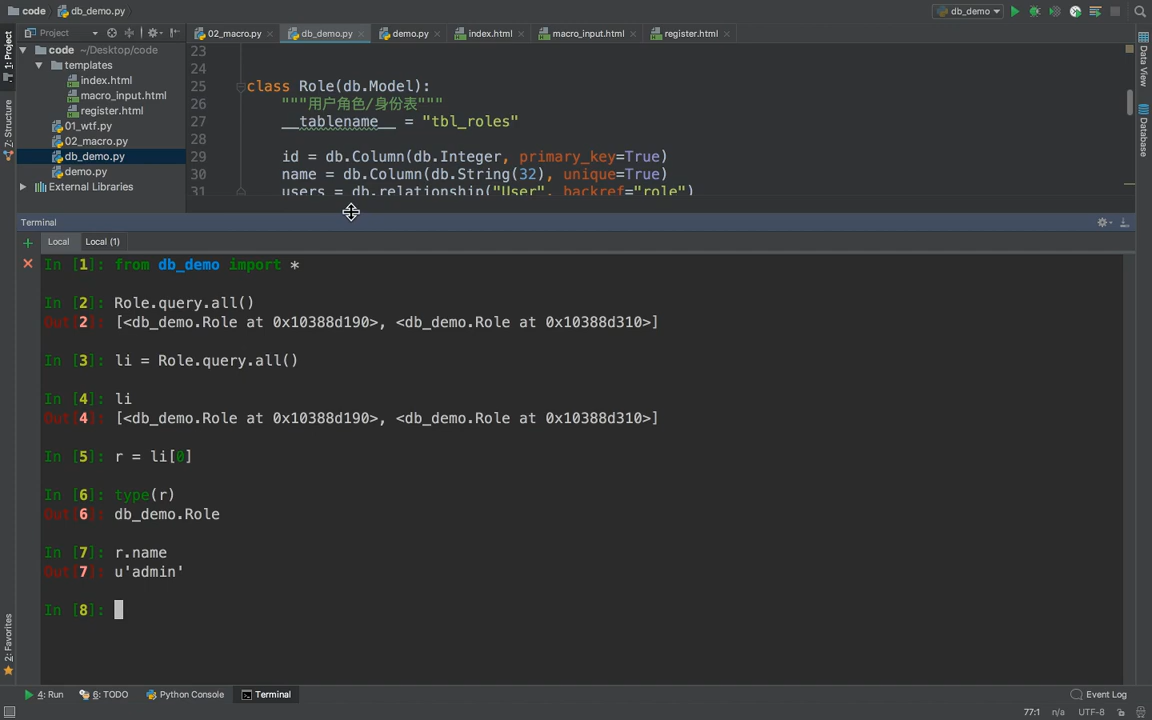 code db_demo.py db_demo
1: Project
Project
02_macro.py db_demo.py demo.py index.html macro_input.html register.html
code ~/Desktop/code
templates
index.html
macro_input.html
register.html
01_wtf.py
02_macro.py
db_demo.py
demo.py
External Libraries
Z: Structure
2: Favorites
Data View
Database
23
24
25 class Role(db.Model):
26 """用户角色/身份表"""
27 __tablename__ = "tbl_roles"
28
29 id = db.Column(db.Integer, primary_key=True)
30 name = db.Column(db.String(32), unique=True)
31 users = db.relationship("User", backref="role")
Terminal
Local Local (1)
In [1]: from db_demo import *
In [2]: Role.query.all()
Out[2]: [<db_demo.Role at 0x10388d190>, <db_demo.Role at 0x10388d310>]
In [3]: li = Role.query.all()
In [4]: li
Out[4]: [<db_demo.Role at 0x10388d190>, <db_demo.Role at 0x10388d310>]
In [5]: r = li[0]
In [6]: type(r)
Out[6]: db_demo.Role
In [7]: r.name
Out[7]: u'admin'
In [8]:
4: Run 6: TODO Python Console Terminal Event Log
77:1 n/a UTF-8